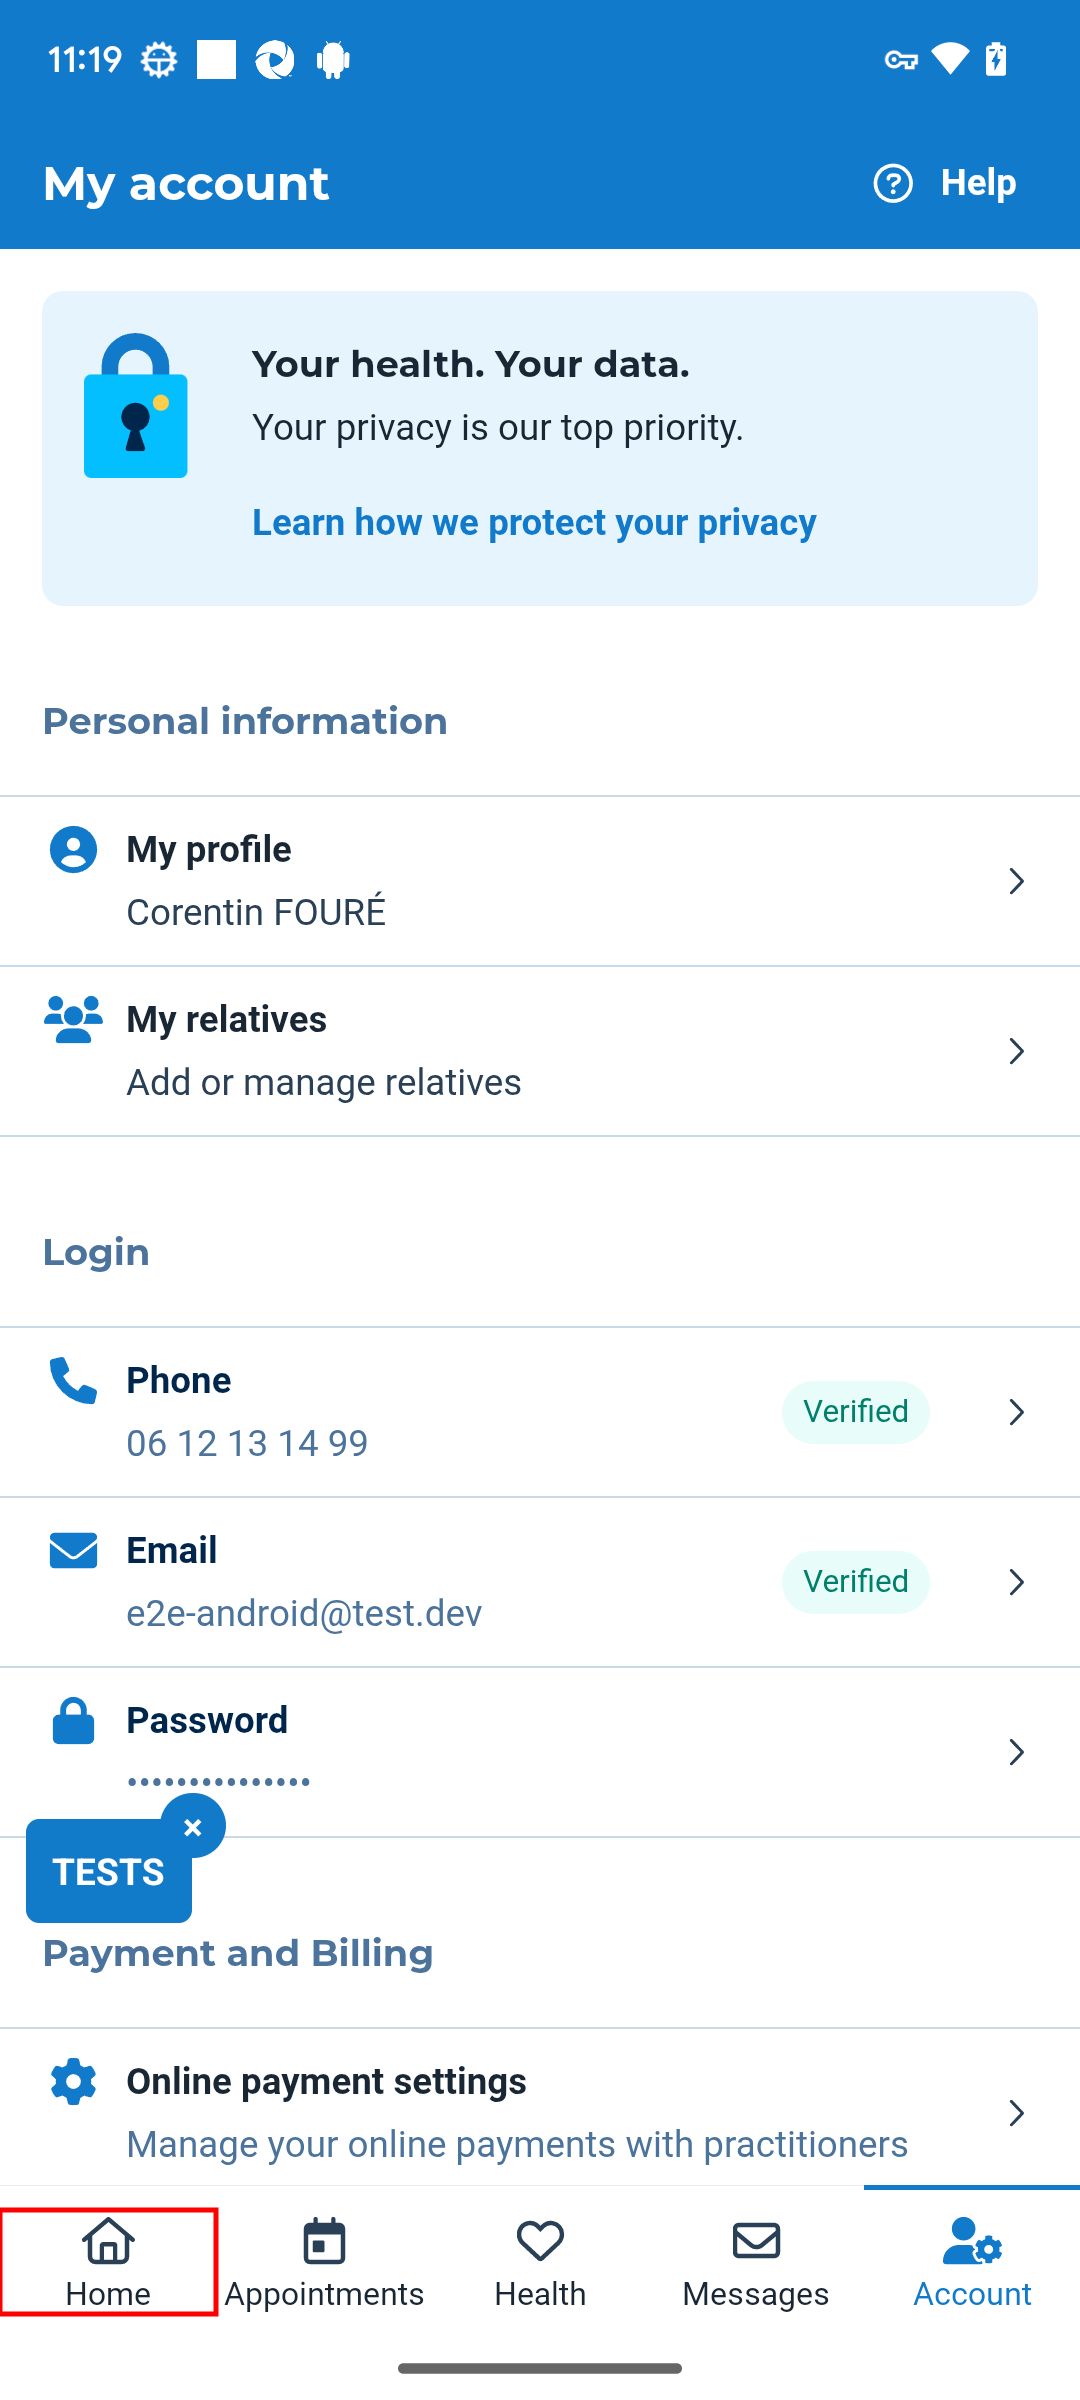 11:19
My account
Help
Your health. Your data.
Your privacy is our top priority.
Learn how we protect your privacy
Personal information
My profile
Corentin FOURÉ
My relatives
Add or manage relatives
Login
Phone
06 12 13 14 99
Verified
Email
e2e-android@test.dev
Verified
Password
•••••••••••••••
TESTS
Payment and Billing
Online payment settings
Manage your online payments with practitioners
Home
Appointments
Health
Messages
Account